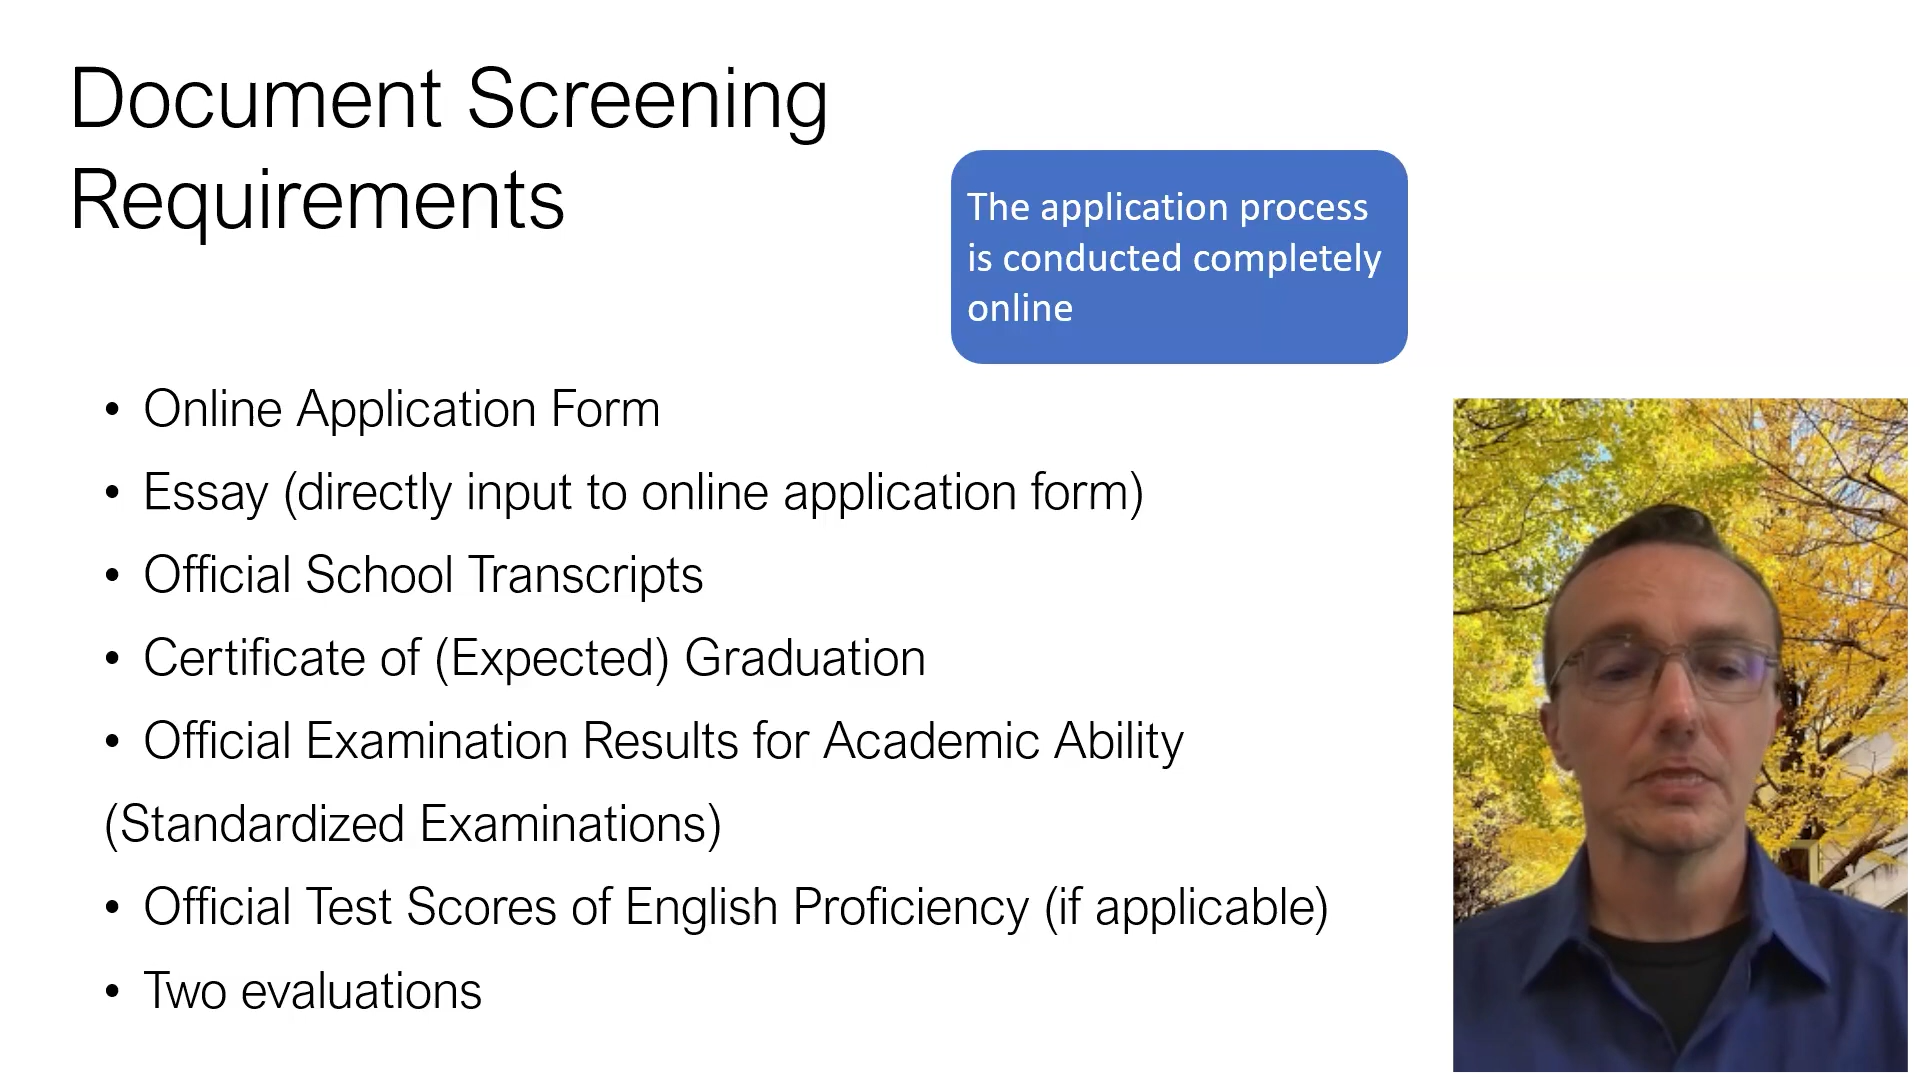 Document Screening
Requirements
The application process
is conducted completely
online
• Online Application Form
• Essay (directly input to online application form)
• Official School Transcripts
• Certificate of (Expected) Graduation
• Official Examination Results for Academic Ability
(Standardized Examinations)
• Official Test Scores of English Proficiency (if applicable)
• Two evaluations